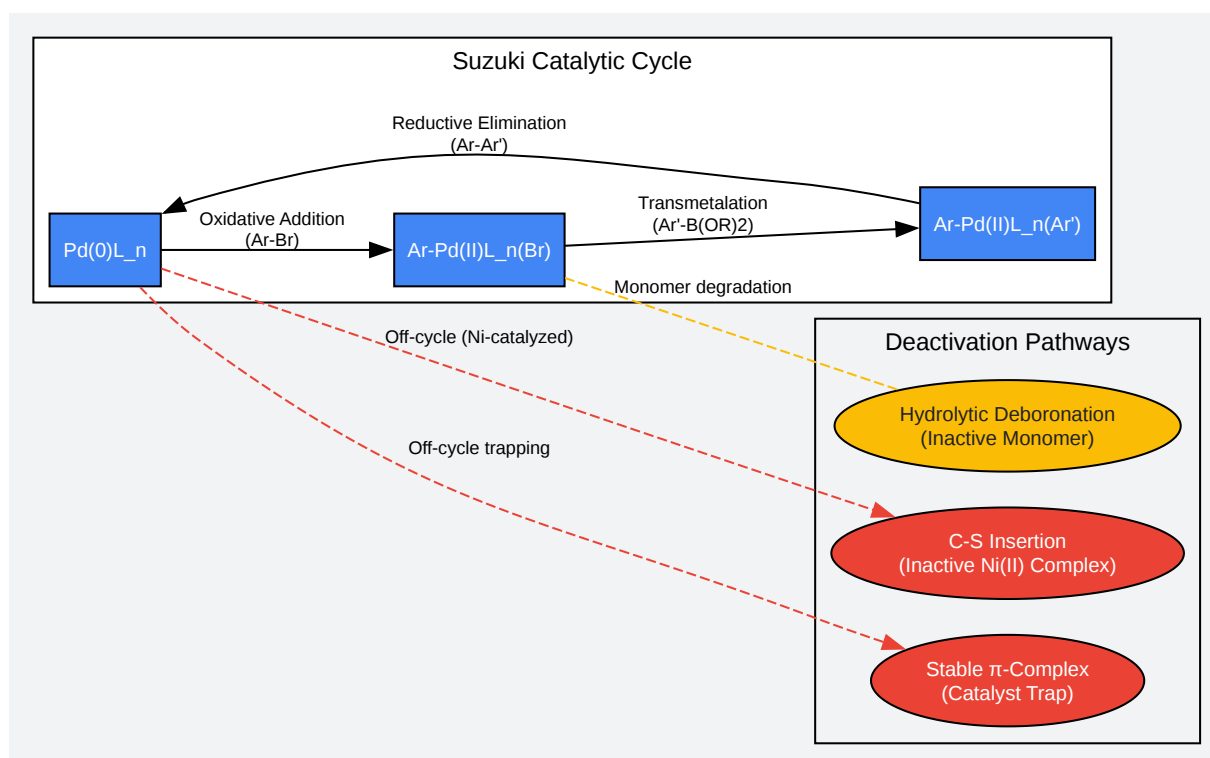 Suzuki Catalytic Cycle
Reductive Elimination
(Ar-Ar')
Oxidative Addition
(Ar-Br)
Transmetalation
(Ar'-B(OR)2)
Pd(0)L_n
Ar-Pd(II)L_n(Br)
Ar-Pd(II)L_n(Ar')
Monomer degradation
Off-cycle (Ni-catalyzed)
Off-cycle trapping
Deactivation Pathways
Hydrolytic Deboronation
(Inactive Monomer)
C-S Insertion
(Inactive Ni(II) Complex)
Stable π-Complex
(Catalyst Trap)